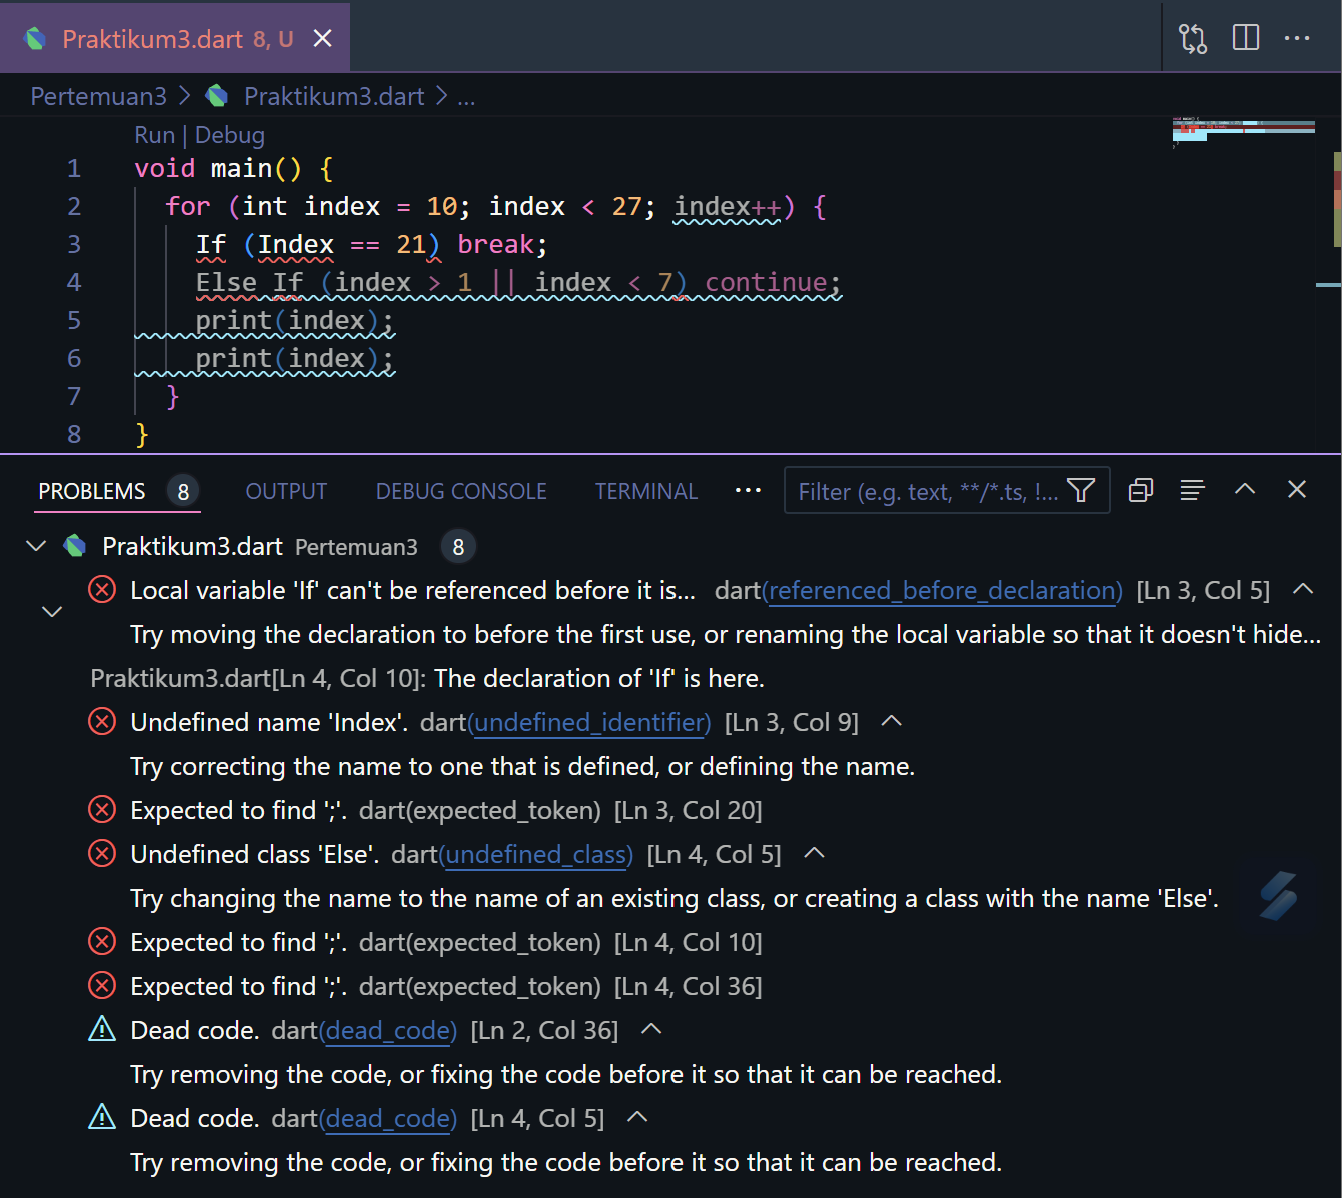 Praktikum3.dart 8, U
Pertemuan3 > Praktikum3.dart > ...
Run | Debug
1 void main() {
2 for (int index = 10; index < 27; index++) {
3 If (Index == 21) break;
4 Else If (index > 1 || index < 7) continue;
5 print(index);
6 print(index);
7 }
8 }
PROBLEMS 8 OUTPUT DEBUG CONSOLE TERMINAL ... Filter (e.g. text, **/*.ts, !...
Praktikum3.dart Pertemuan3 8
Local variable 'If' can't be referenced before it is... dart(referenced_before_declaration) [Ln 3, Col 5]
Try moving the declaration to before the first use, or renaming the local variable so that it doesn't hide...
Praktikum3.dart[Ln 4, Col 10]: The declaration of 'If' is here.
Undefined name 'Index'. dart(undefined_identifier) [Ln 3, Col 9]
Try correcting the name to one that is defined, or defining the name.
Expected to find ';'. dart(expected_token) [Ln 3, Col 20]
Undefined class 'Else'. dart(undefined_class) [Ln 4, Col 5]
Try changing the name to the name of an existing class, or creating a class with the name 'Else'.
Expected to find ';'. dart(expected_token) [Ln 4, Col 10]
Expected to find ';'. dart(expected_token) [Ln 4, Col 36]
Dead code. dart(dead_code) [Ln 2, Col 36]
Try removing the code, or fixing the code before it so that it can be reached.
Dead code. dart(dead_code) [Ln 4, Col 5]
Try removing the code, or fixing the code before it so that it can be reached.